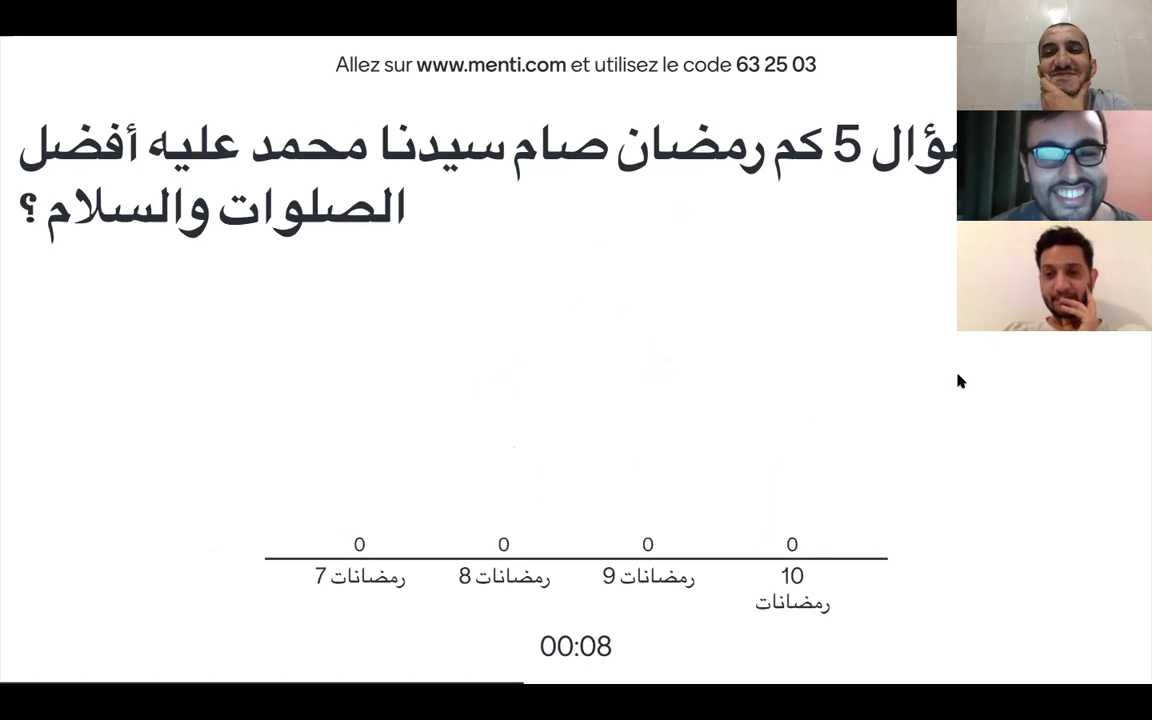 Allez sur www.menti.com et utilisez le code 63 25 03
ؤال 5 كم رمضان صام سيدنا محمد عليه أفضل
الصلوات والسلام ؟
0 0 0 0
7 رمضانات 8 رمضانات 9 رمضانات 10 رمضانات
00:08